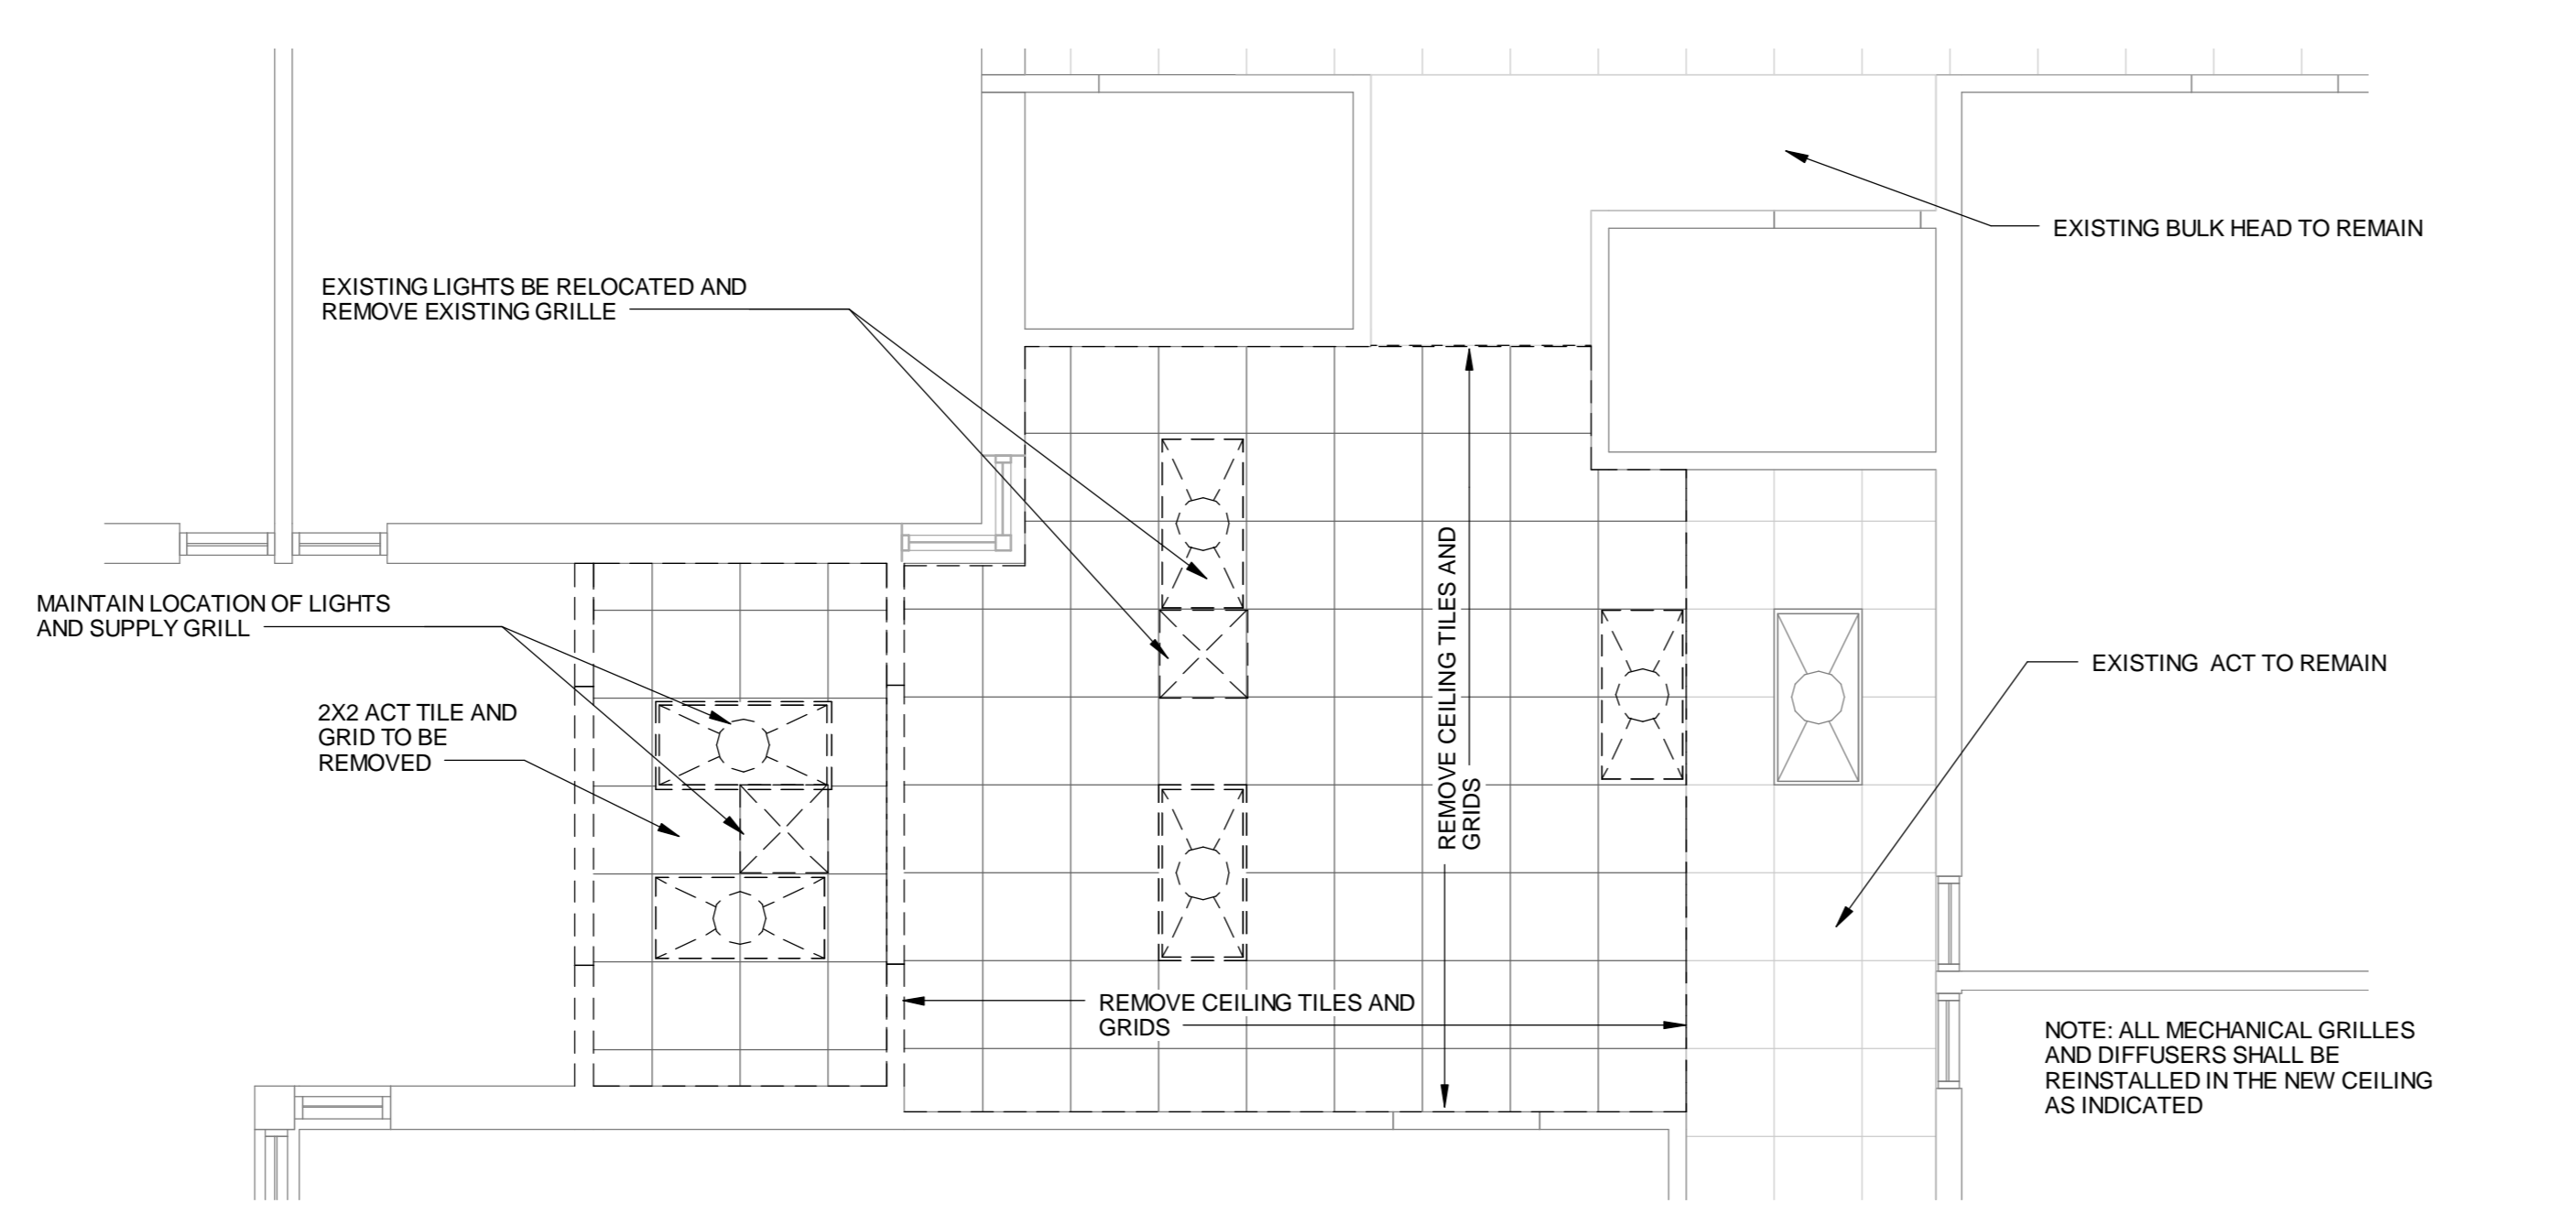 EXISTING BULK HEAD TO REMAIN
EXISTING LIGHTS BE RELOCATED AND
REMOVE EXISTING GRILLE
MAINTAIN LOCATION OF LIGHTS
AND SUPPLY GRILL
2X2 ACT TILE AND
GRID TO BE
REMOVED
REMOVE CEILING TILES AND
GRIDS
EXISTING ACT TO REMAIN
REMOVE CEILING TILES AND
GRIDS
NOTE: ALL MECHANICAL GRILLES
AND DIFFUSERS SHALL BE
REINSTALLED IN THE NEW CEILING
AS INDICATED